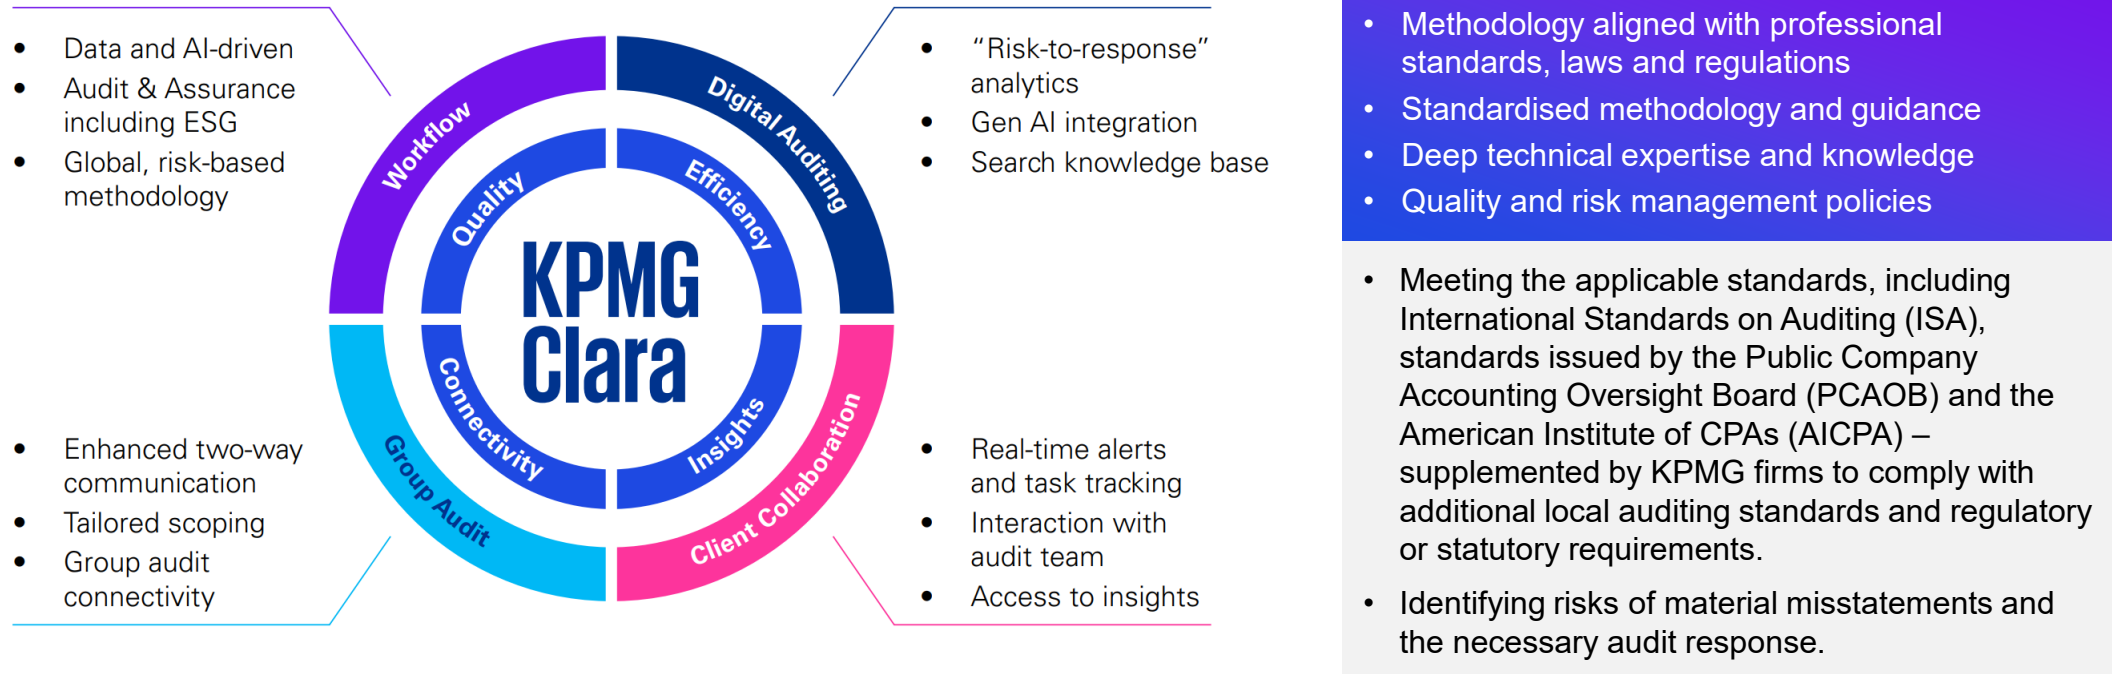 • Data and AI-driven
• Audit & Assurance
including ESG
• Global, risk-based
methodology
Workflow
Digital Auditing
• “Risk-to-response”
analytics
• Gen AI integration
• Search knowledge base
Quality
Efficiency
KPMG
Clara
Connectivity
Insights
• Enhanced two-way
communication
• Tailored scoping
• Group audit
connectivity
Group Audit
Client Collaboration
• Real-time alerts
and task tracking
• Interaction with
audit team
• Access to insights
• Methodology aligned with professional
standards, laws and regulations
• Standardised methodology and guidance
• Deep technical expertise and knowledge
• Quality and risk management policies
• Meeting the applicable standards, including
International Standards on Auditing (ISA),
standards issued by the Public Company
Accounting Oversight Board (PCAOB) and the
American Institute of CPAs (AICPA) –
supplemented by KPMG firms to comply with
additional local auditing standards and regulatory
or statutory requirements.
• Identifying risks of material misstatements and
the necessary audit response.